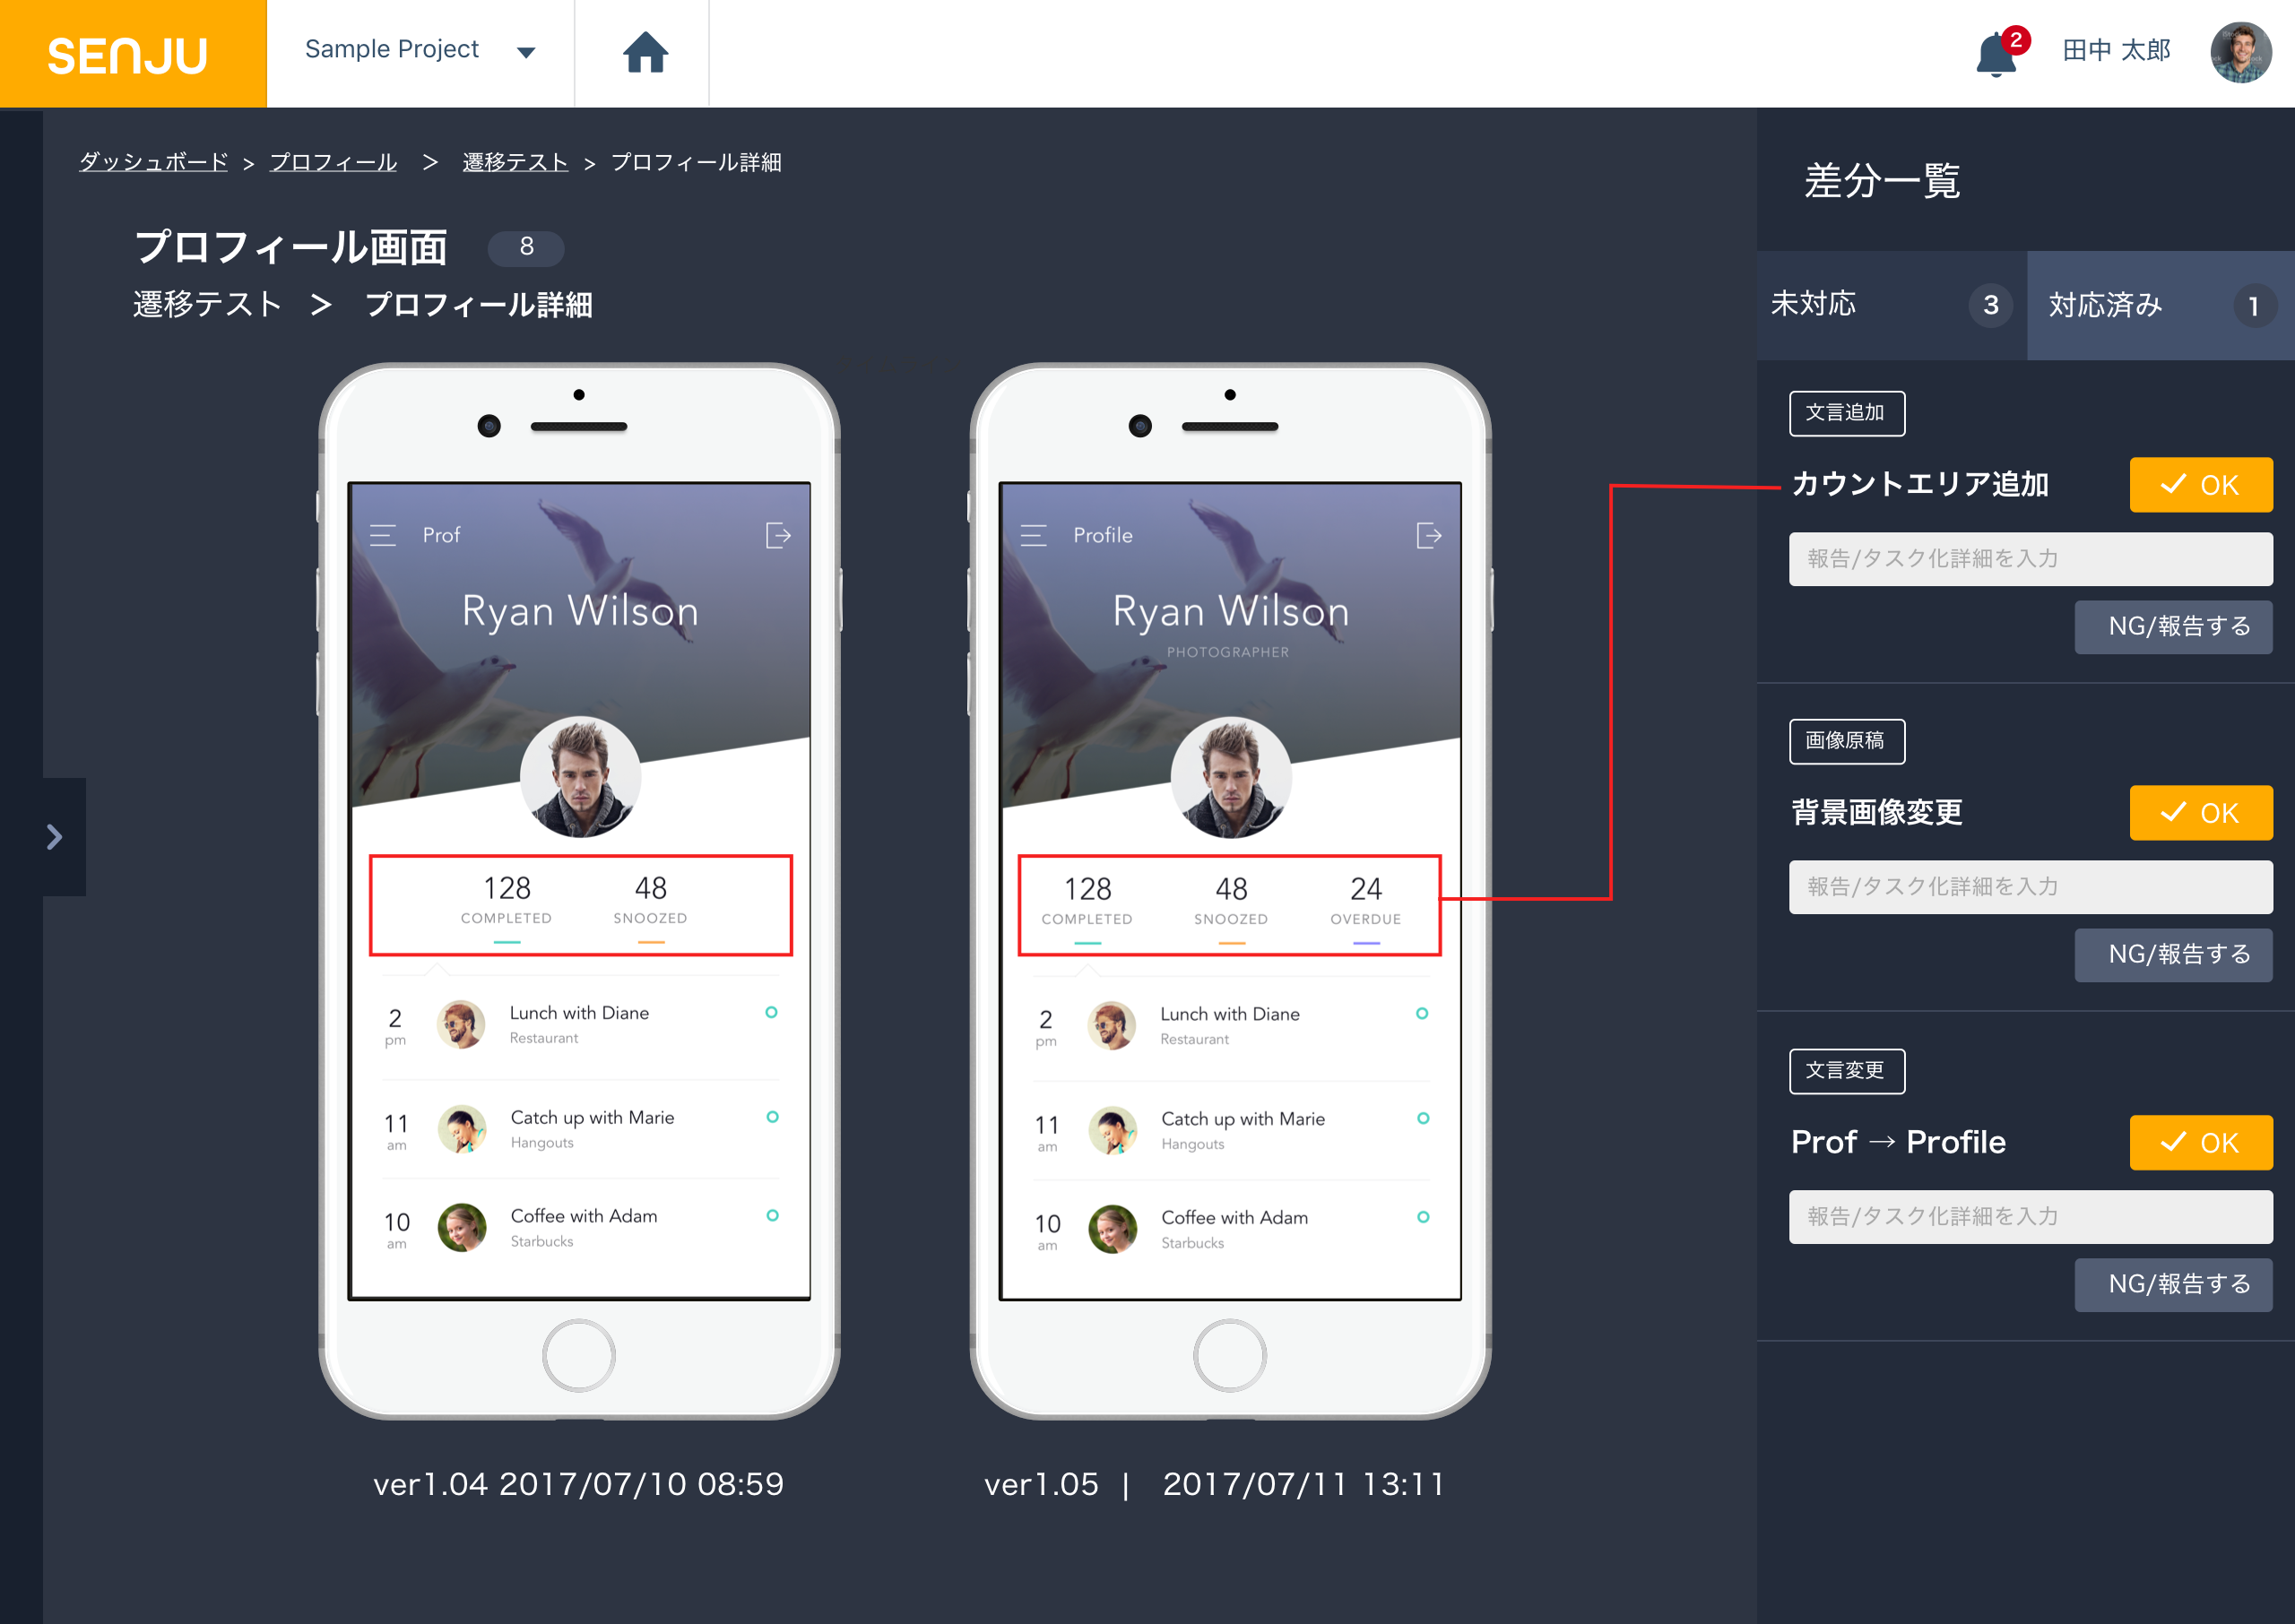 SENJU
Sample Project
2
田中 太郎
ダッシュボード > プロフィール > 遷移テスト > プロフィール詳細
プロフィール画面 8
遷移テスト > プロフィール詳細
Prof
Ryan Wilson
128 48
COMPLETED SNOOZED
2 pm Lunch with Diane
Restaurant
11 am Catch up with Marie
Hangouts
10 am Coffee with Adam
Starbucks
ver1.04 2017/07/10 08:59
Profile
Ryan Wilson
PHOTOGRAPHER
128 48 24
COMPLETED SNOOZED OVERDUE
2 pm Lunch with Diane
Restaurant
11 am Catch up with Marie
Hangouts
10 am Coffee with Adam
Starbucks
ver1.05 | 2017/07/11 13:11
差分一覧
未対応 3 対応済み 1
文言追加
カウントエリア追加 OK
報告/タスク化詳細を入力
NG/報告する
画像原稿
背景画像変更 OK
報告/タスク化詳細を入力
NG/報告する
文言変更
Prof → Profile OK
報告/タスク化詳細を入力
NG/報告する